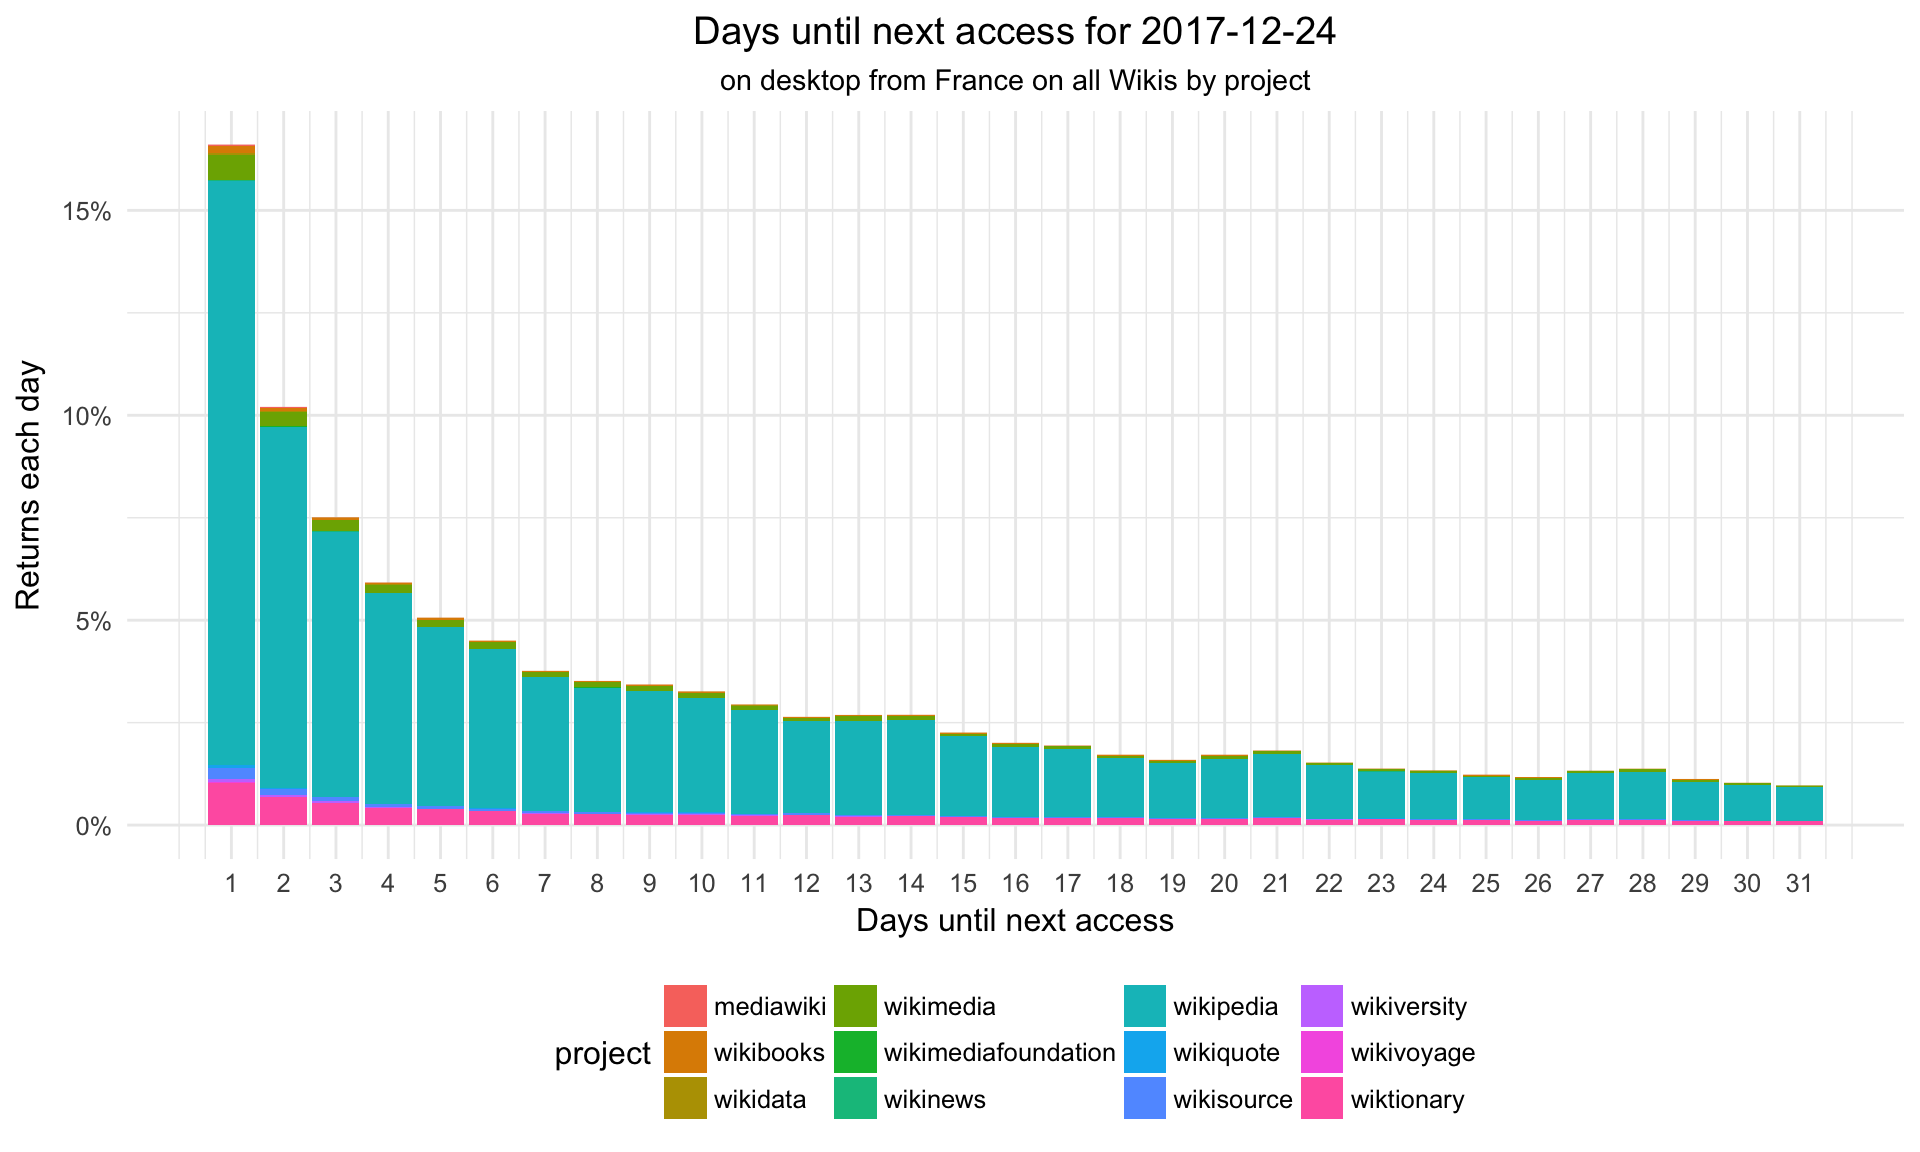 Days until next access for 2017-12-24
on desktop from France on all Wikis by project
Returns each day
15%
10%
5%
0%
1 2 3 4 5 6 7 8 9 10 11 12 13 14 15 16 17 18 19 20 21 22 23 24 25 26 27 28 29 30 31
Days until next access
project
mediawiki wikimedia wikipedia wikiversity
wikibooks wikimediafoundation wikiquote wikivoyage
wikidata wikinews wikisource wiktionary